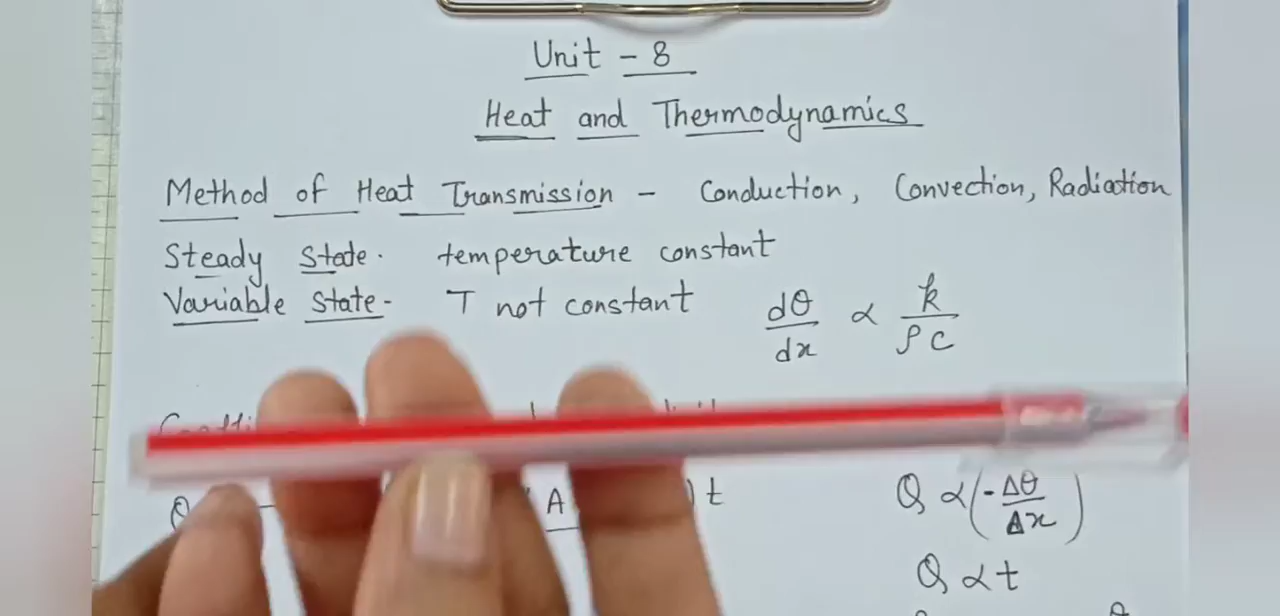 Unit - 8
Heat and Thermodynamics
Method of Heat Transmission - Conduction, Convection, Radiation
Steady State. temperature constant
Variable State- T not constant dθ/dx ∝ k/ρc
A t Q ∝ (-Δθ/Δx)
Q ∝ t